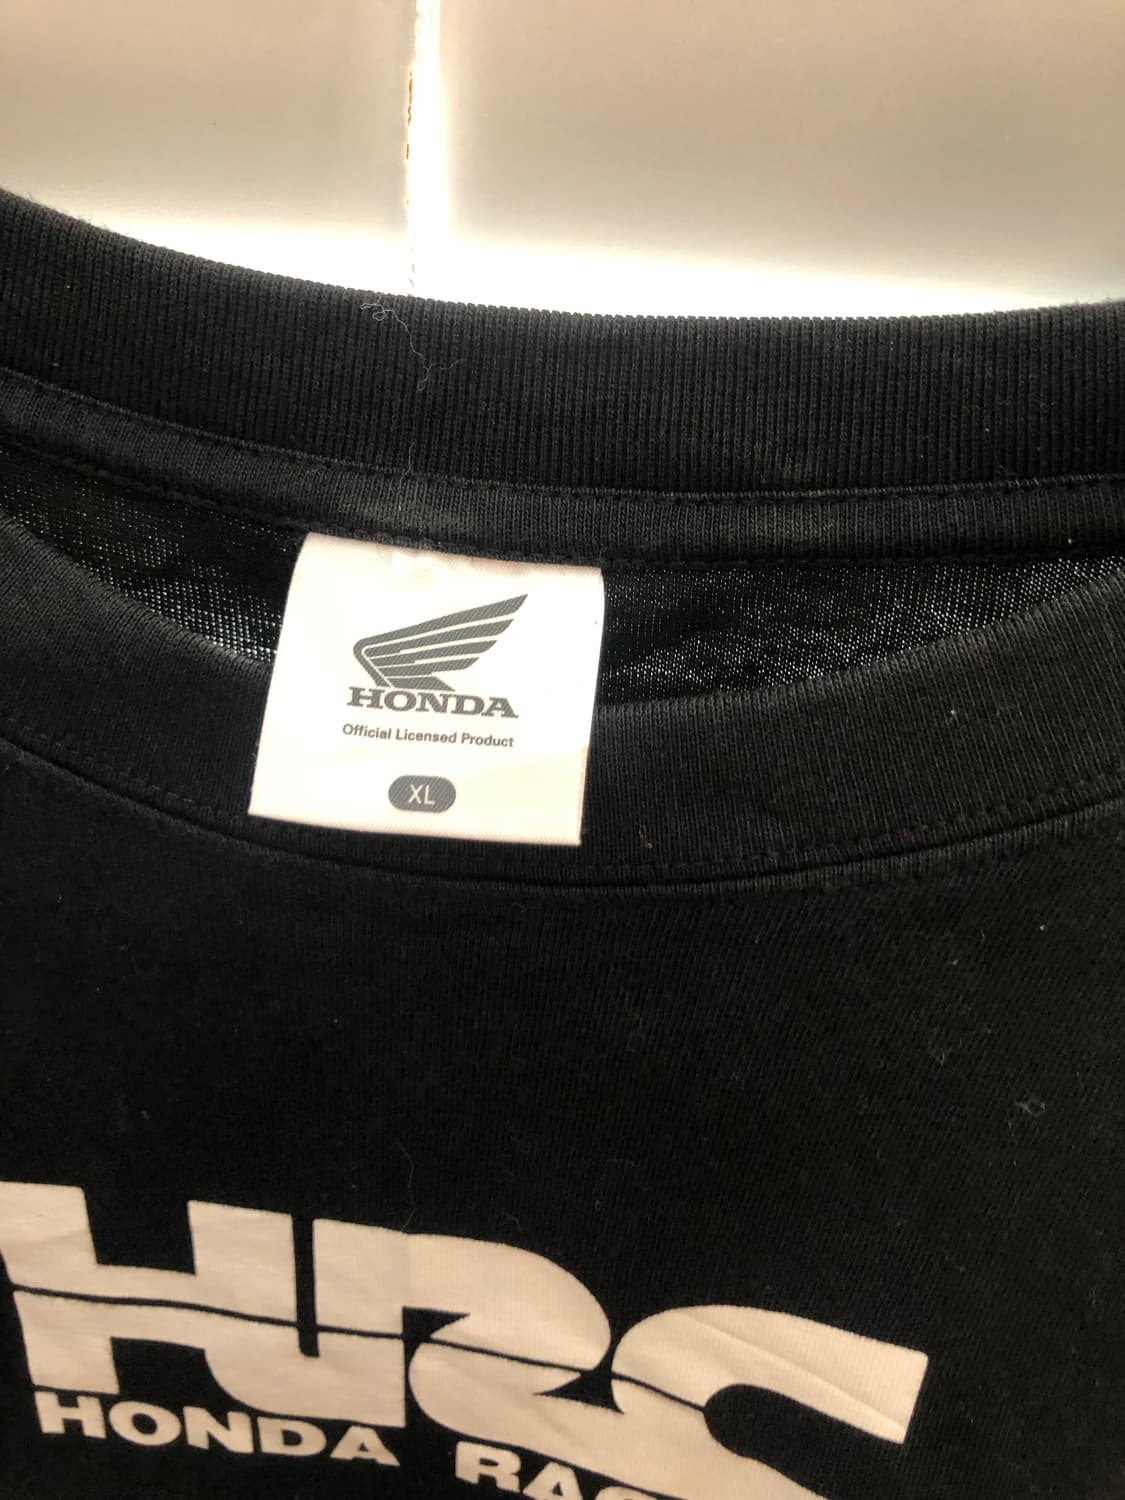 HONDA
Official Licensed Product
XL
HRC
HONDA